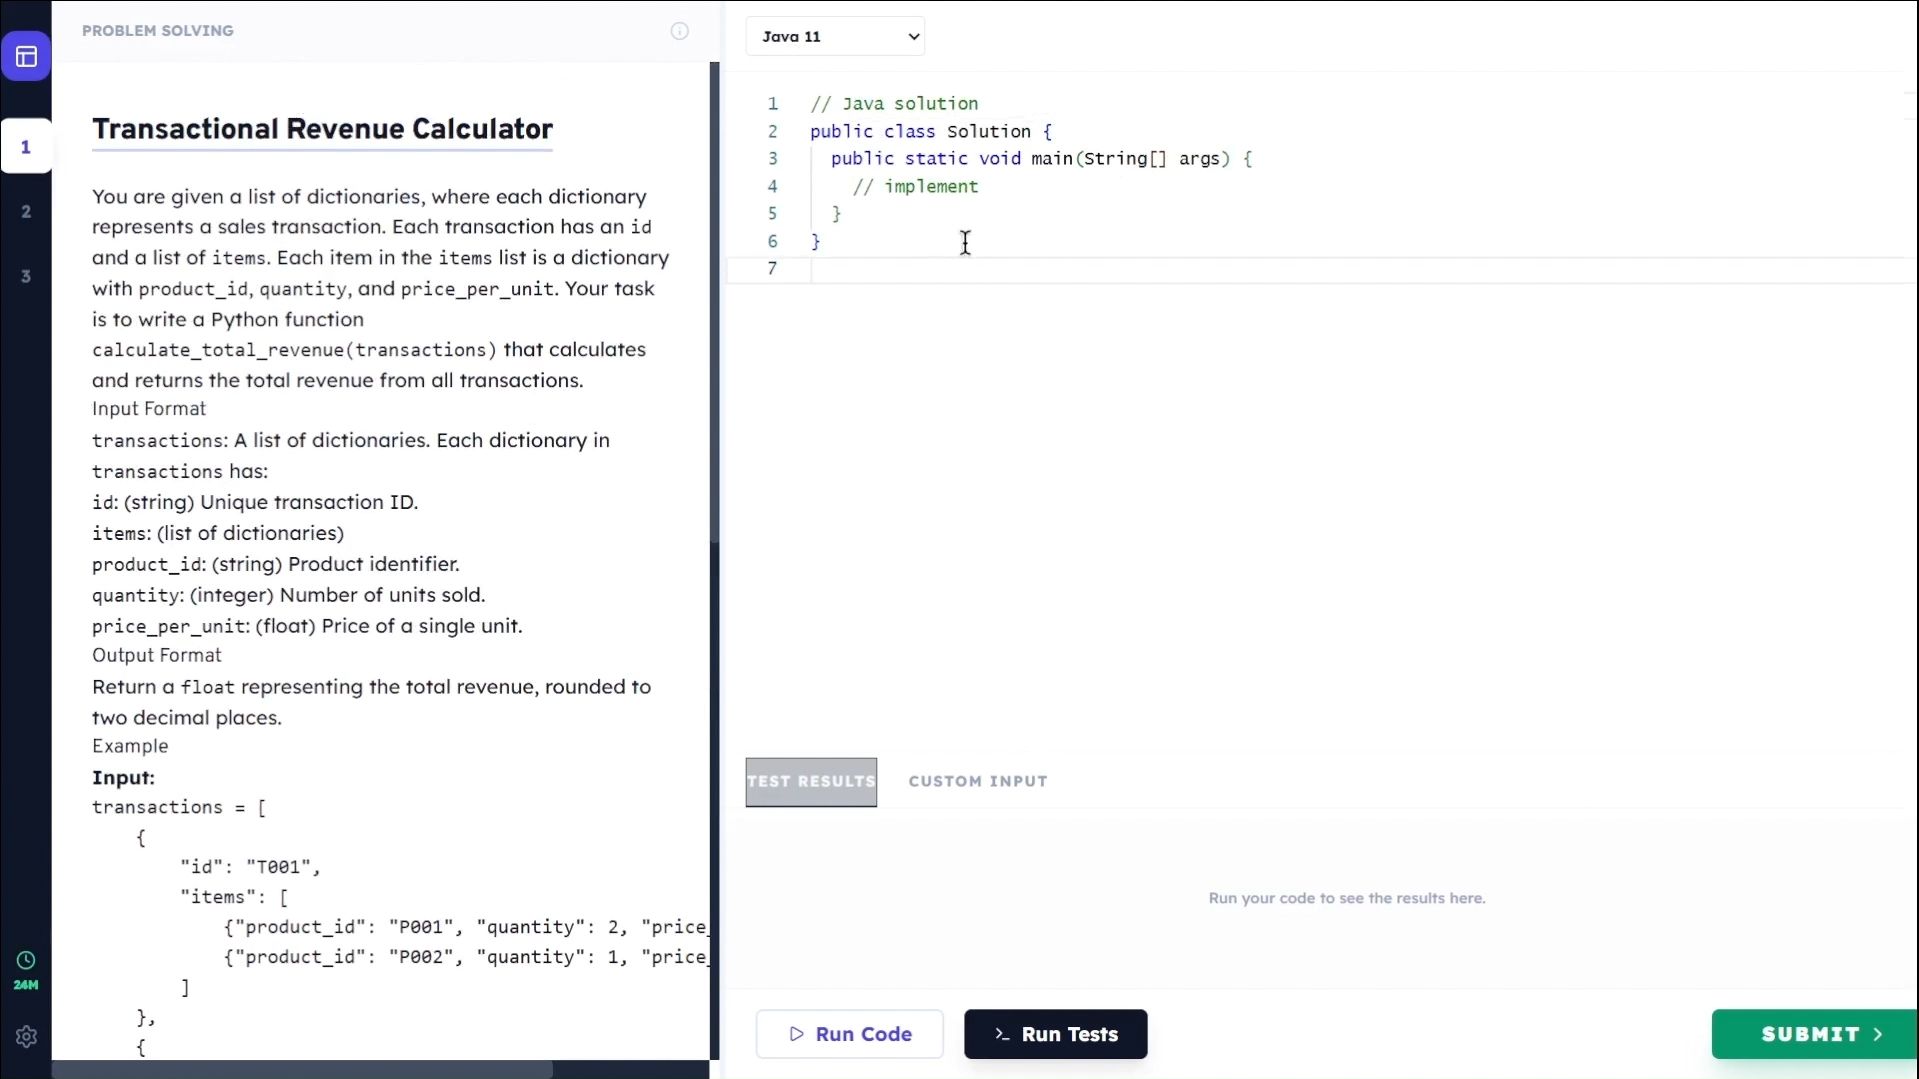 PROBLEM SOLVING
Java 11
1
2
3
24M
Transactional Revenue Calculator
You are given a list of dictionaries, where each dictionary
represents a sales transaction. Each transaction has an id
and a list of items. Each item in the items list is a dictionary
with product_id, quantity, and price_per_unit. Your task
is to write a Python function
calculate_total_revenue(transactions) that calculates
and returns the total revenue from all transactions.
Input Format
transactions: A list of dictionaries. Each dictionary in
transactions has:
id: (string) Unique transaction ID.
items: (list of dictionaries)
product_id: (string) Product identifier.
quantity: (integer) Number of units sold.
price_per_unit: (float) Price of a single unit.
Output Format
Return a float representing the total revenue, rounded to
two decimal places.
Example
Input:
transactions = [
{
"id": "T001",
"items": [
{"product_id": "P001", "quantity": 2, "price_
{"product_id": "P002", "quantity": 1, "price_
]
},
{
1 // Java solution
2 public class Solution {
3 public static void main(String[] args) {
4 // implement
5 }
6 }
7
TEST RESULTS
CUSTOM INPUT
Run your code to see the results here.
Run Code
>_ Run Tests
SUBMIT >